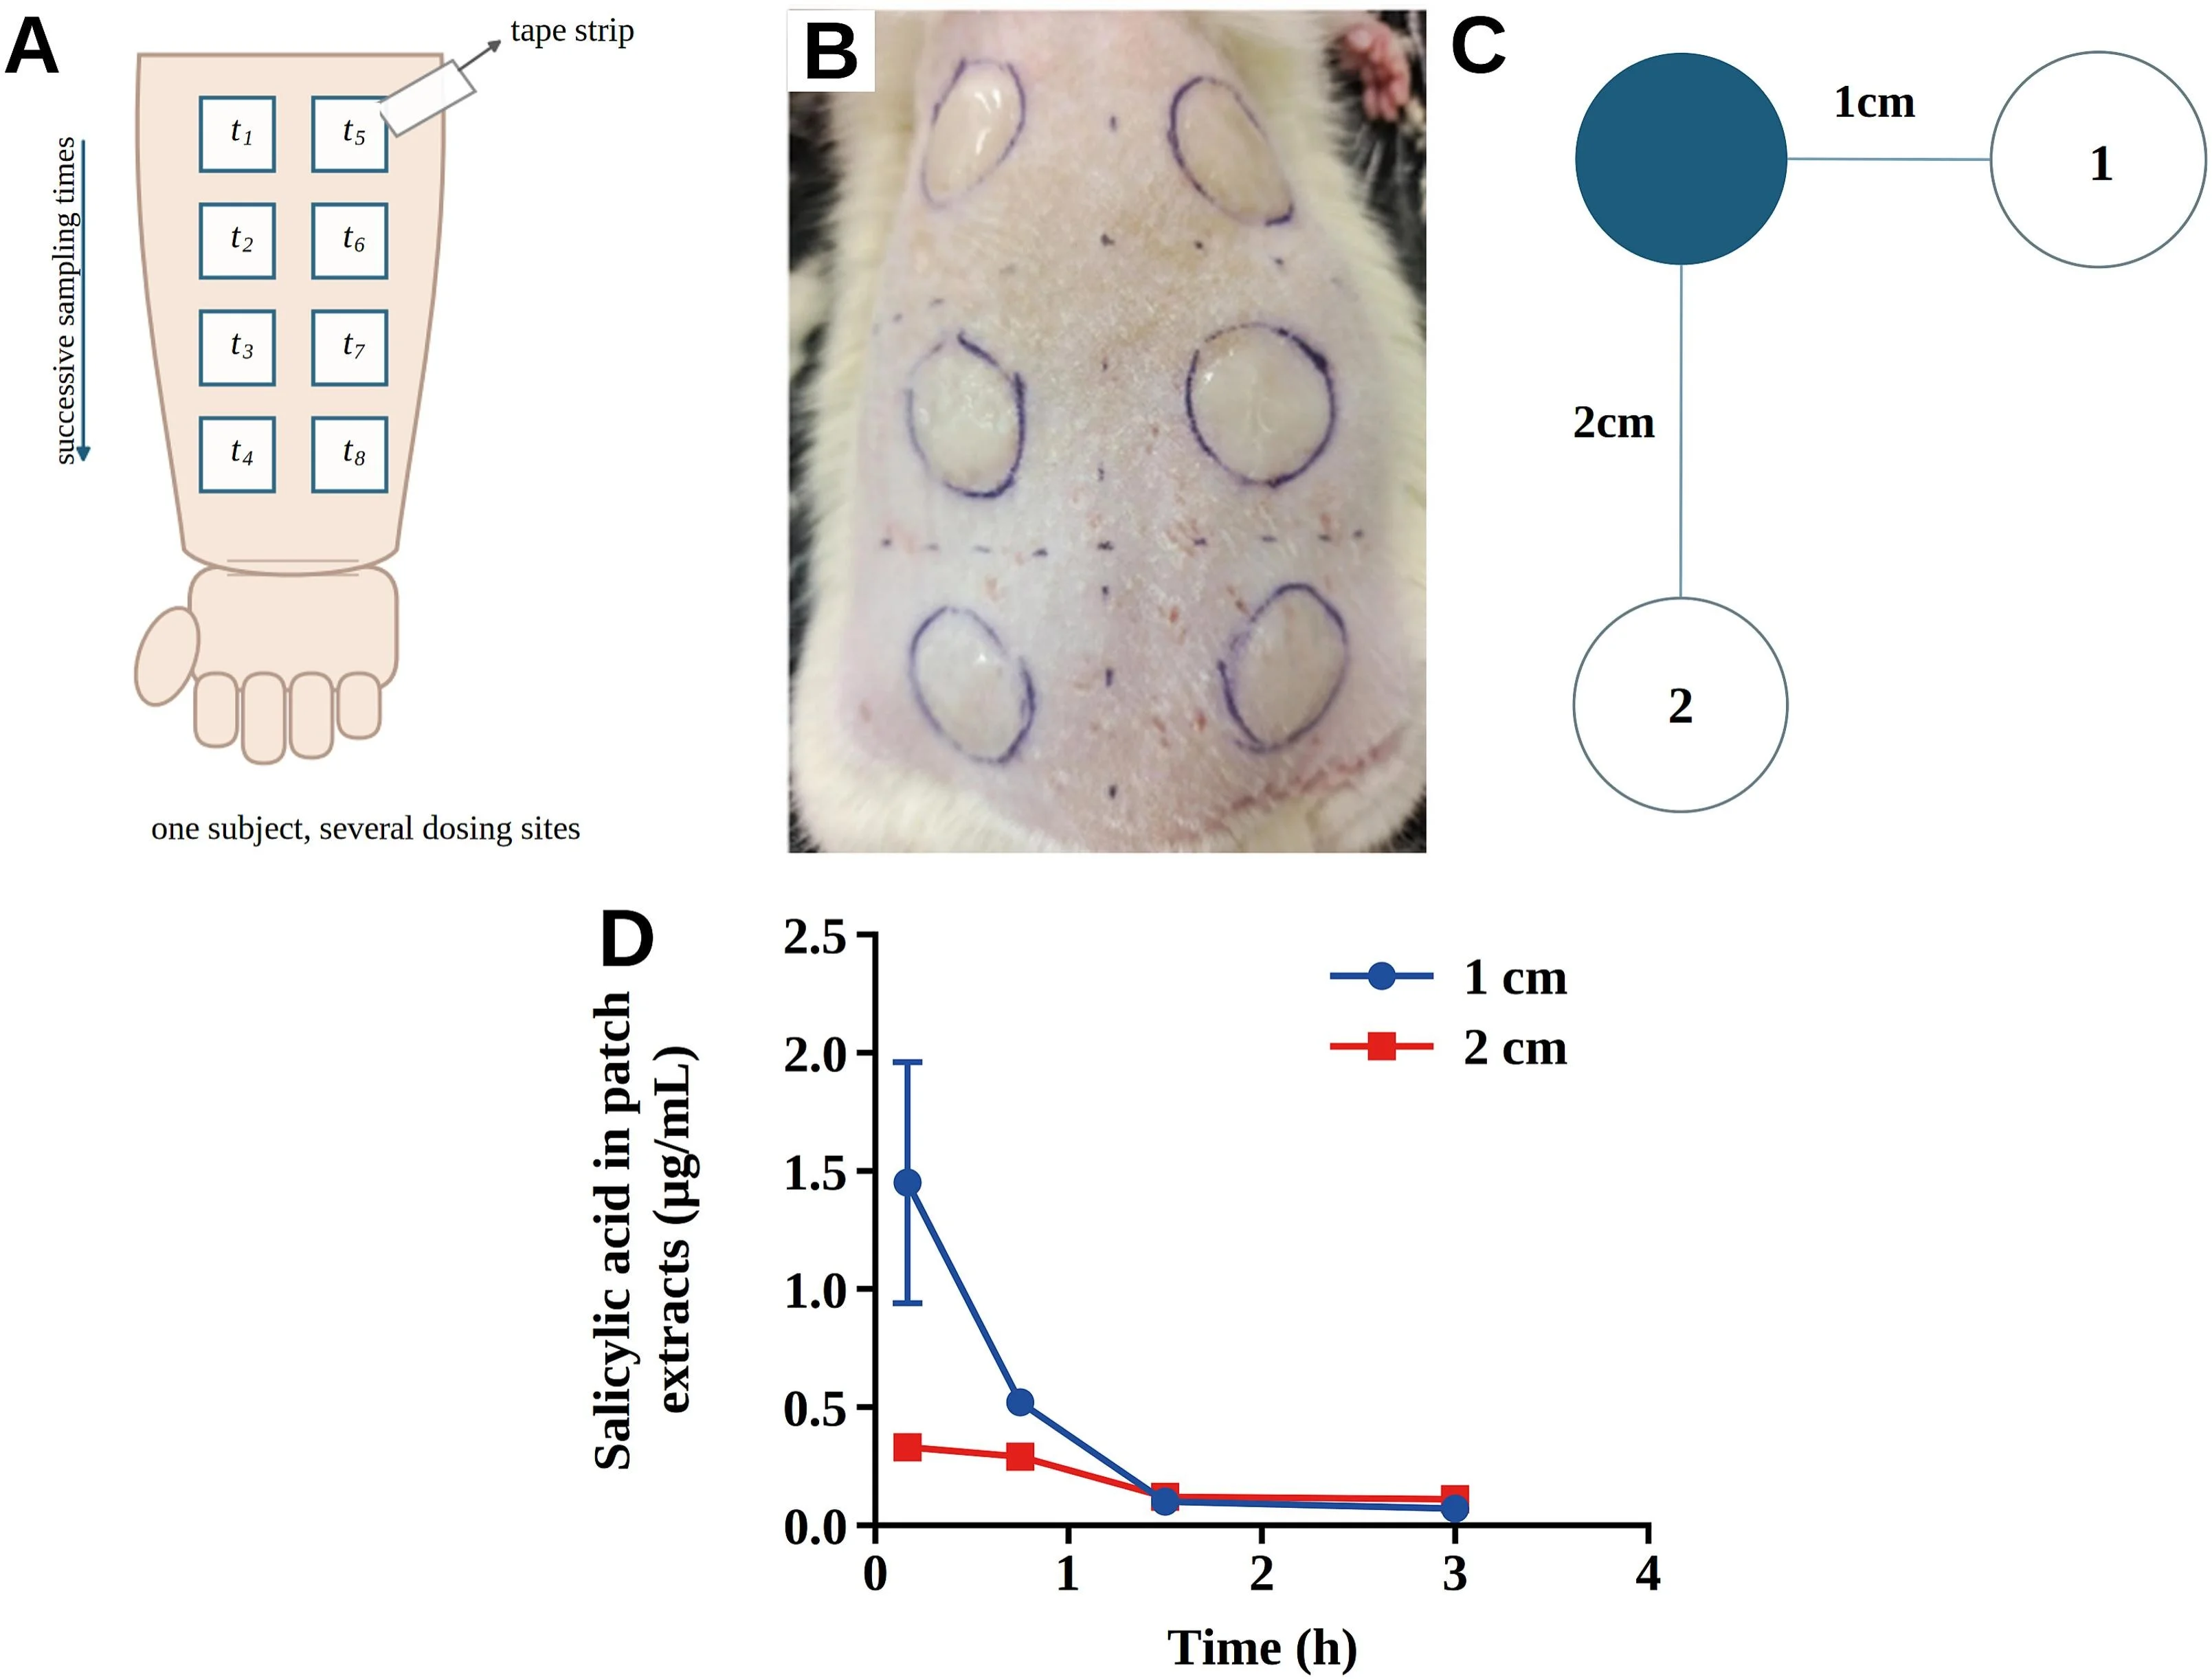 A
tape strip
successive sampling times
t1
t5
t2
t6
t3
t7
t4
t8
one subject, several dosing sites
B
C
1cm
1
2cm
2
D
Salicylic acid in patch
extracts (µg/mL)
2.5
2.0
1.5
1.0
0.5
0.0
0
1
2
3
4
Time (h)
1 cm
2 cm